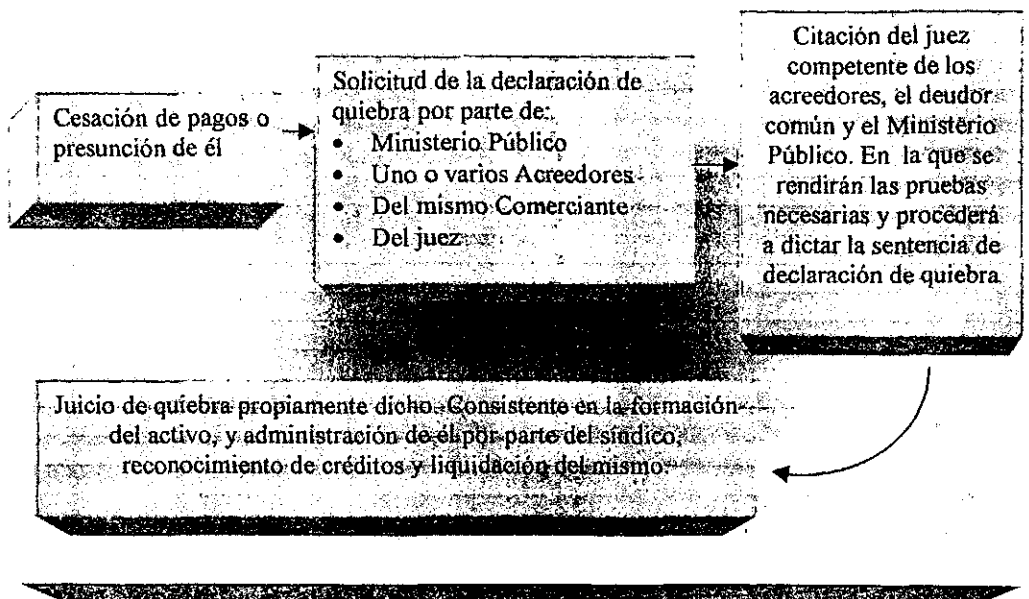 Cesación de pagos o
presunción de él
Solicitud de la declaración de
quiebra por parte de:
• Ministerio Público
• Uno o varios Acreedores
• Del mismo Comerciante
• Del juez
Citación del juez
competente de los
acreedores, el deudor
común y el Ministerio
Público. En la que se
rendirán las pruebas
necesarias y procederá
a dictar la sentencia de
declaración de quiebra
Juicio de quiebra propiamente dicho. Consistente en la formación
del activo, y administración de él por parte del síndico,
reconocimiento de créditos y liquidación del mismo